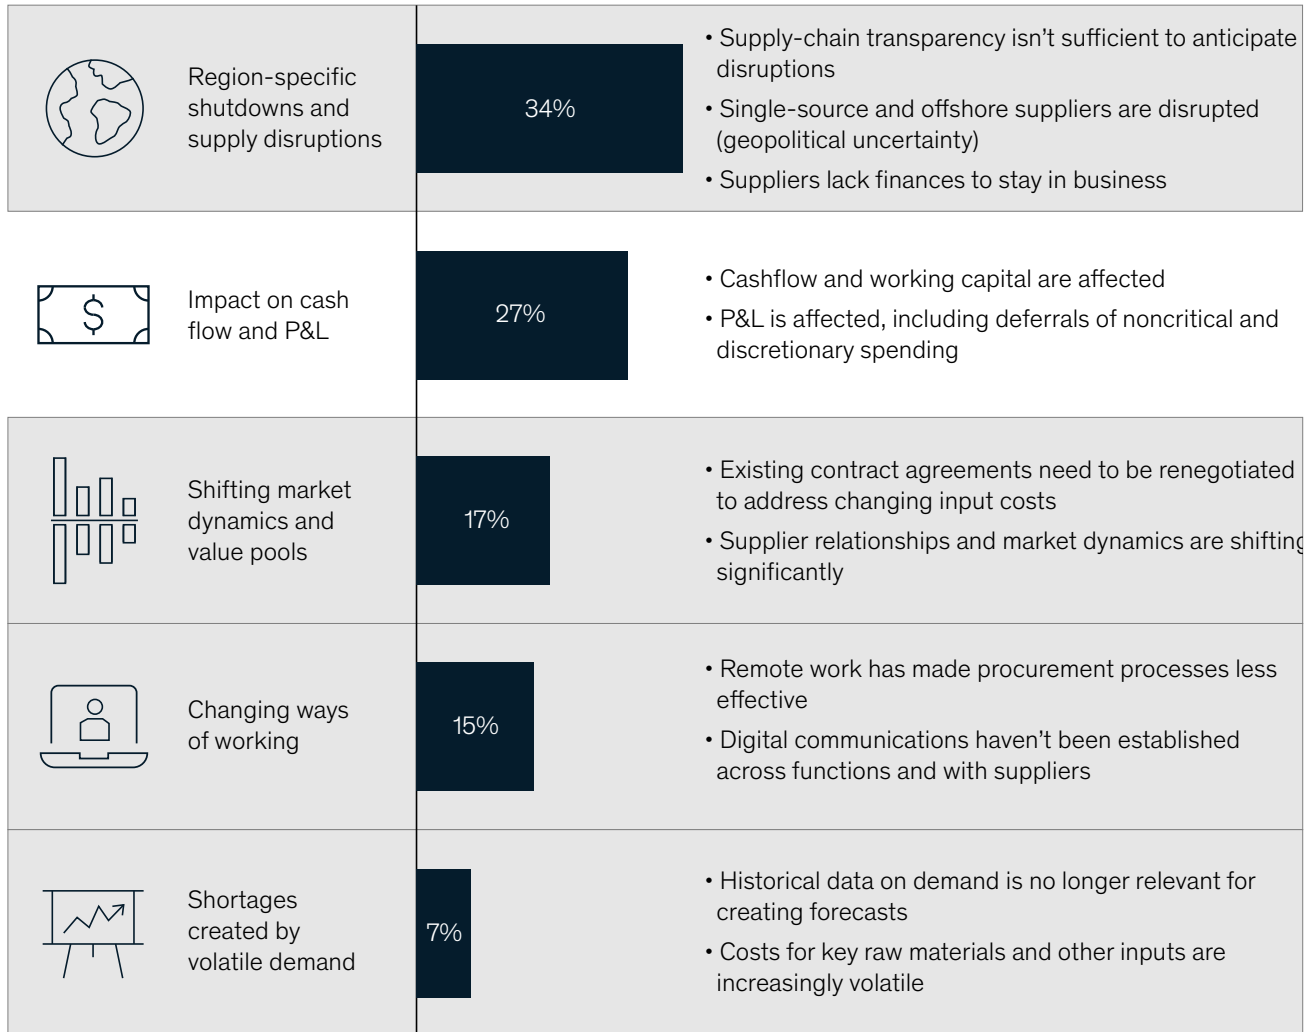 Region-specific
shutdowns and
supply disruptions
34%
• Supply-chain transparency isn't sufficient to anticipate
disruptions
• Single-source and offshore suppliers are disrupted
(geopolitical uncertainty)
• Suppliers lack finances to stay in business
$
Impact on cash
flow and P&L
27%
• Cashflow and working capital are affected
• P&L is affected, including deferrals of noncritical and
discretionary spending
Shifting market
dynamics and
value pools
17%
• Existing contract agreements need to be renegotiated
to address changing input costs
• Supplier relationships and market dynamics are shifting
significantly
Changing ways
of working
15%
• Remote work has made procurement processes less
effective
• Digital communications haven't been established
across functions and with suppliers
Shortages
created by
volatile demand
7%
• Historical data on demand is no longer relevant for
creating forecasts
• Costs for key raw materials and other inputs are
increasingly volatile